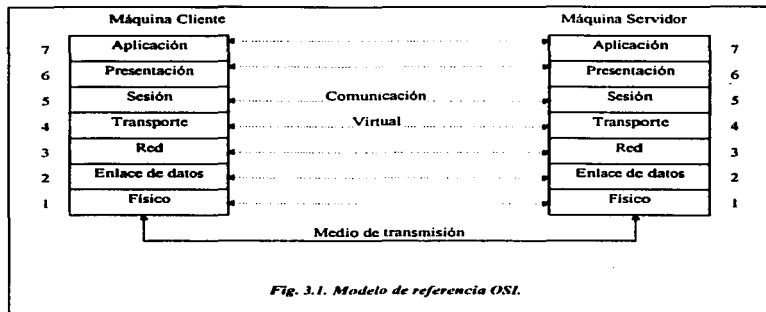 Máquina Cliente Máquina Servidor
7 Aplicación Aplicación 7
6 Presentación Presentación 6
5 Sesión Comunicación Sesión 5
4 Transporte Virtual Transporte 4
3 Red Red 3
2 Enlace de datos Enlace de datos 2
1 Físico Físico 1
Medio de transmisión
Fig. 3.1. Modelo de referencia OSI.